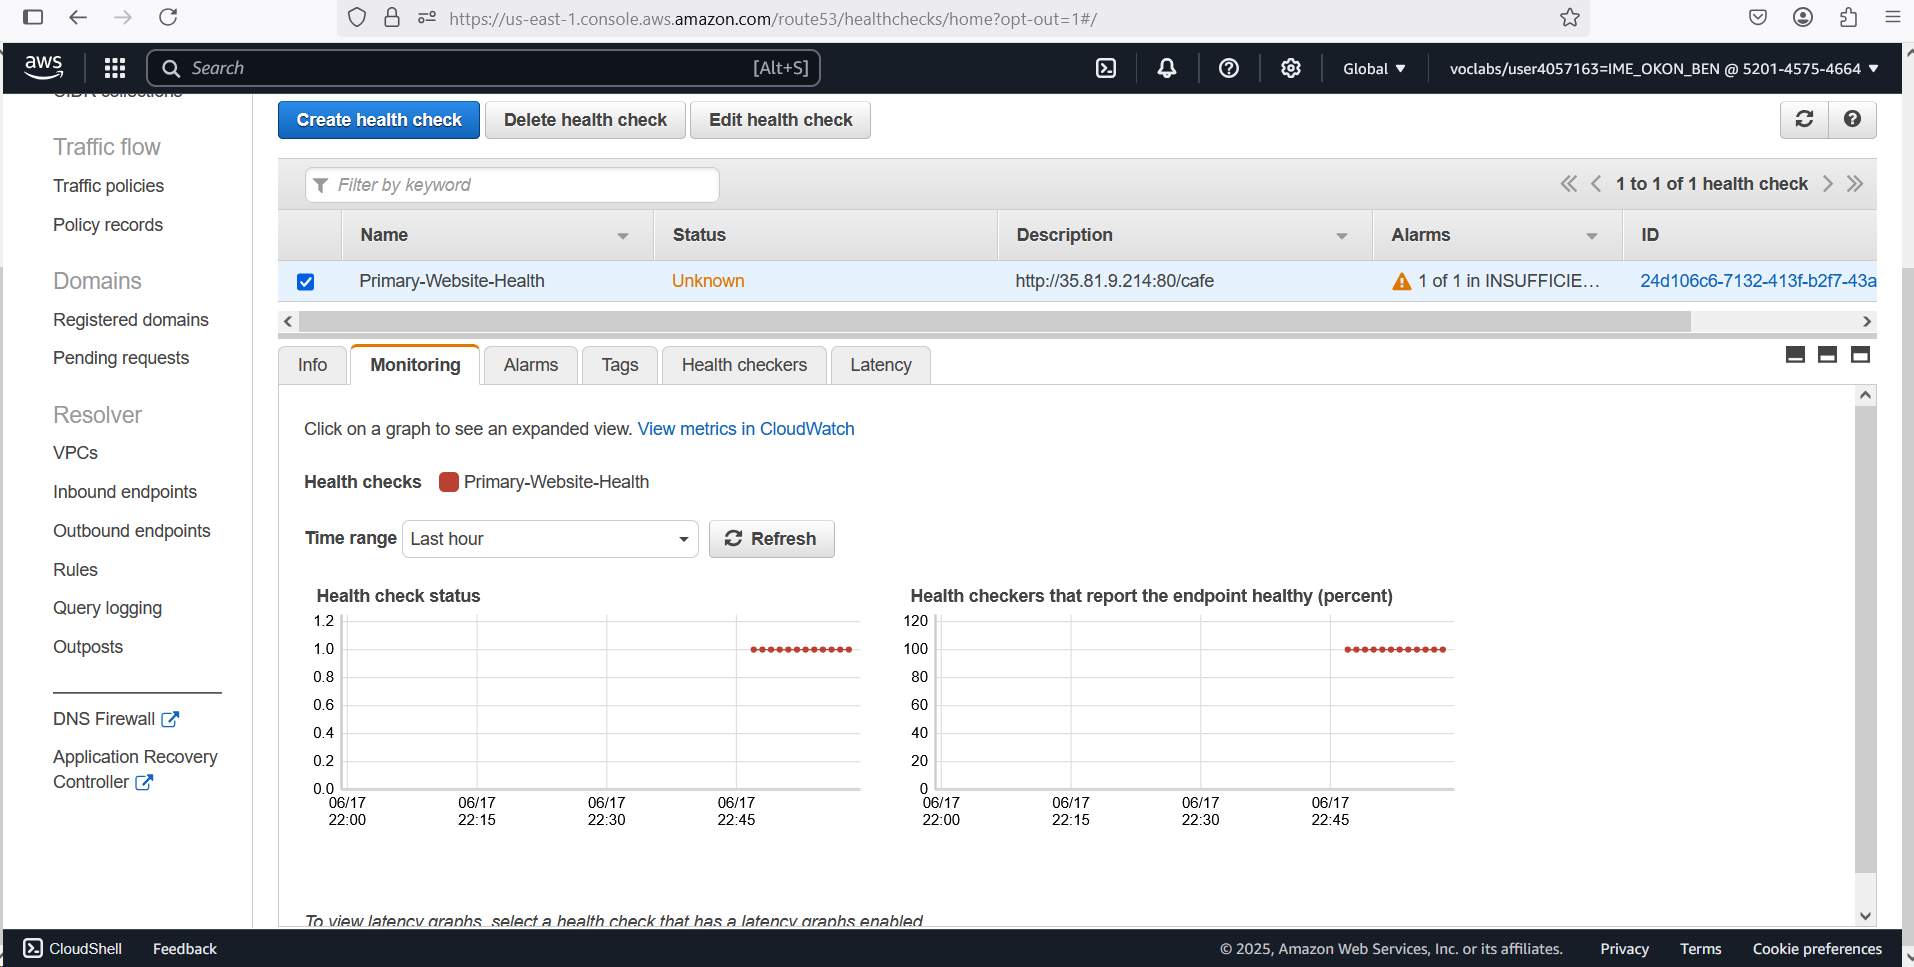 https://us-east-1.console.aws.amazon.com/route53/healthchecks/home?opt-out=1#/
aws
Search [Alt+S]
Global
voclabs/user4057163=IME_OKON_BEN @ 5201-4575-4664
CIDR collections
Traffic flow
Traffic policies
Policy records
Domains
Registered domains
Pending requests
Resolver
VPCs
Inbound endpoints
Outbound endpoints
Rules
Query logging
Outposts
DNS Firewall
Application Recovery
Controller
Create health check Delete health check Edit health check
Filter by keyword
1 to 1 of 1 health check
Name Status Description Alarms ID
Primary-Website-Health Unknown http://35.81.9.214:80/cafe 1 of 1 in INSUFFICIE... 24d106c6-7132-413f-b2f7-43a
Info Monitoring Alarms Tags Health checkers Latency
Click on a graph to see an expanded view. View metrics in CloudWatch
Health checks Primary-Website-Health
Time range Last hour Refresh
Health check status
1.2
1.0
0.8
0.6
0.4
0.2
0.0
06/17 06/17 06/17 06/17
22:00 22:15 22:30 22:45
Health checkers that report the endpoint healthy (percent)
120
100
80
60
40
20
0
06/17 06/17 06/17 06/17
22:00 22:15 22:30 22:45
To view latency graphs, select a health check that has a latency graphs enabled
CloudShell Feedback
© 2025, Amazon Web Services, Inc. or its affiliates. Privacy Terms Cookie preferences